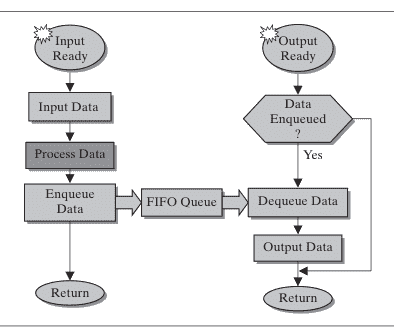 Input
Ready
Input Data
Process Data
Enqueue
Data
FIFO Queue
Return
Output
Ready
Data
Enqueued
?
Yes
Dequeue Data
Output Data
Return